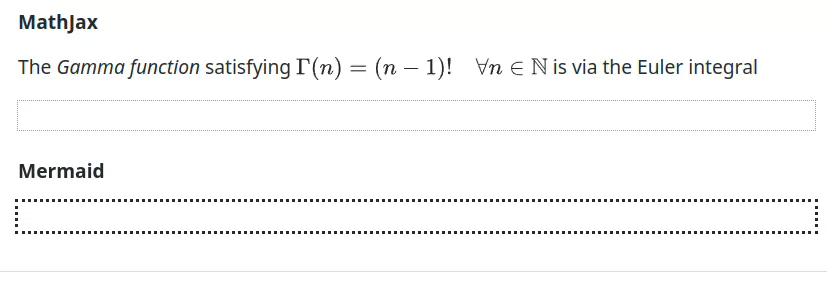 MathJax
The Gamma function satisfying Γ(n) = (n − 1)! ∀n ∈ ℕ is via the Euler integral
Mermaid